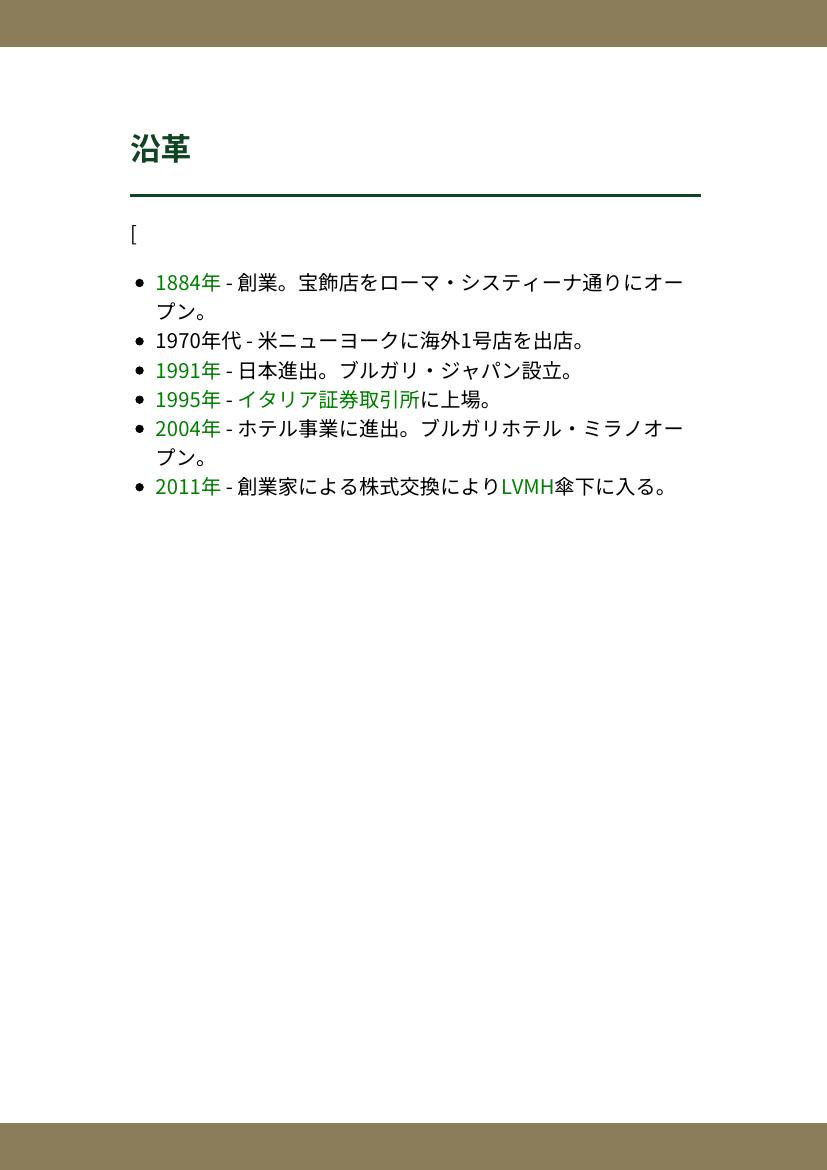 沿革
[
• 1884年 - 創業。宝飾店をローマ・システィーナ通りにオー
プン。
• 1970年代 - 米ニューヨークに海外1号店を出店。
• 1991年 - 日本進出。ブルガリ・ジャパン設立。
• 1995年 - イタリア証券取引所に上場。
• 2004年 - ホテル事業に進出。ブルガリホテル・ミラノオー
プン。
• 2011年 - 創業家による株式交換によりLVMH傘下に入る。